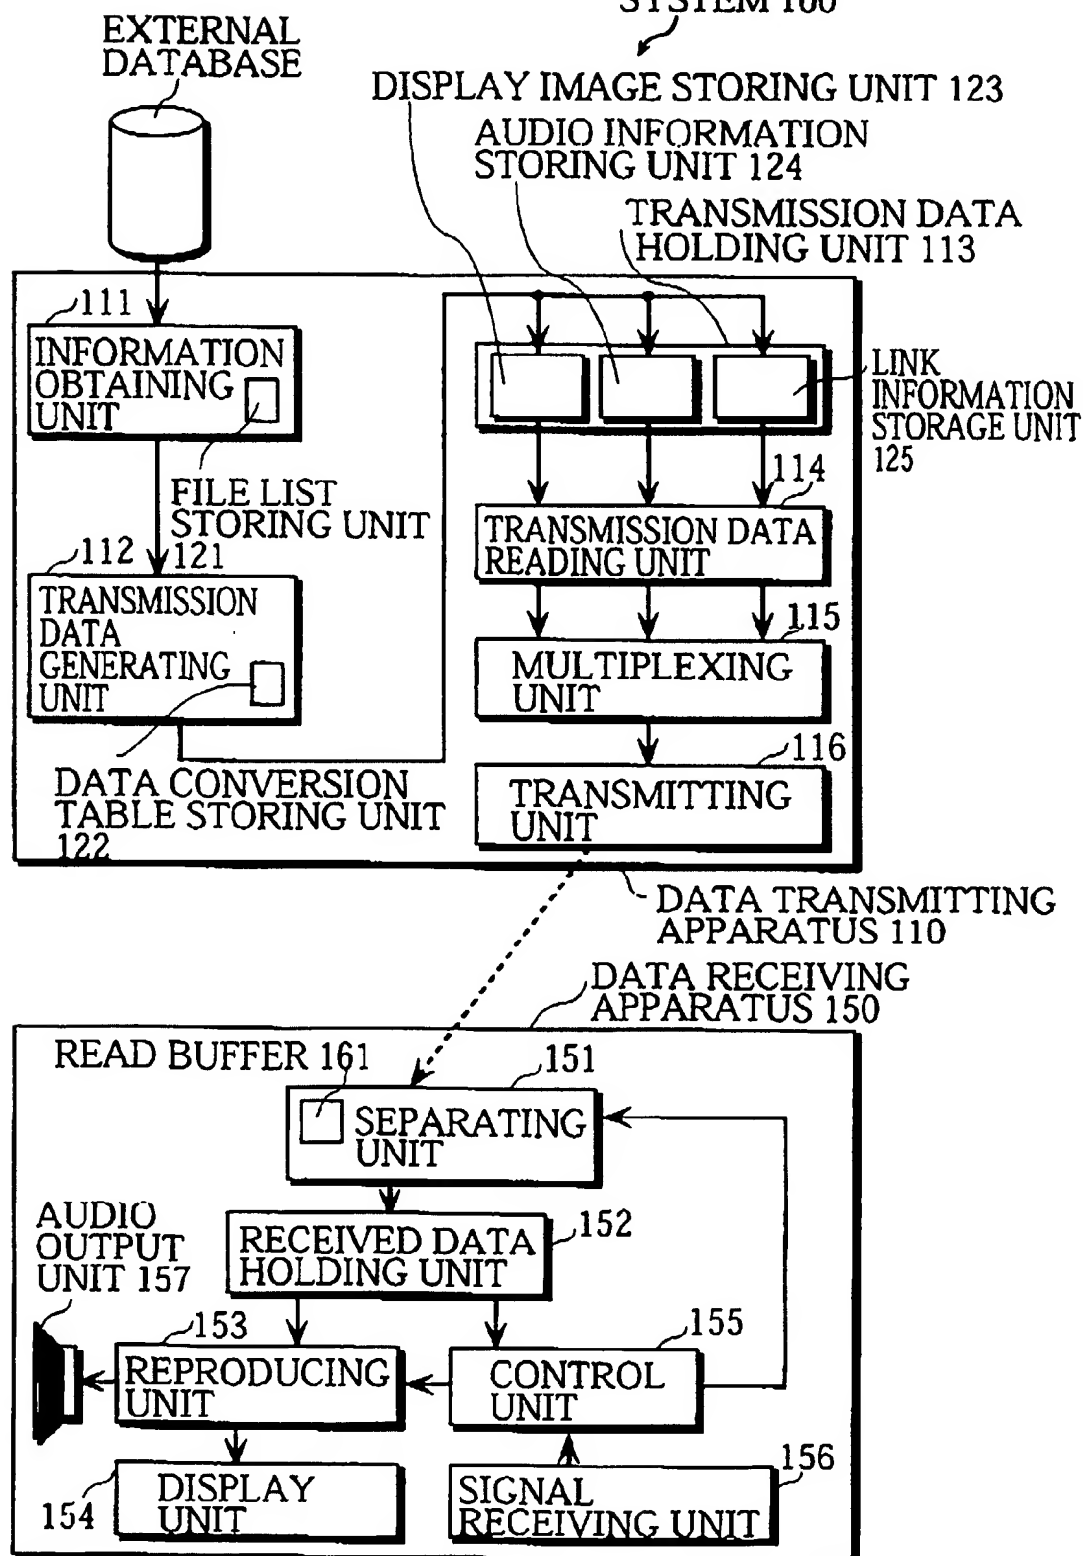 SYSTEM 100
EXTERNAL
DATABASE
DISPLAY IMAGE STORING UNIT 123
AUDIO INFORMATION
STORING UNIT 124
TRANSMISSION DATA
HOLDING UNIT 113
111
INFORMATION
OBTAINING
UNIT
LINK
INFORMATION
STORAGE UNIT
125
FILE LIST
STORING UNIT
121
114
TRANSMISSION DATA
READING UNIT
112
TRANSMISSION
DATA
GENERATING
UNIT
115
MULTIPLEXING
UNIT
DATA CONVERSION
TABLE STORING UNIT
122
116
TRANSMITTING
UNIT
DATA TRANSMITTING
APPARATUS 110
DATA RECEIVING
APPARATUS 150
READ BUFFER 161
151
SEPARATING
UNIT
AUDIO
OUTPUT
UNIT 157
152
RECEIVED DATA
HOLDING UNIT
153
REPRODUCING
UNIT
155
CONTROL
UNIT
154
DISPLAY
UNIT
156
SIGNAL
RECEIVING UNIT